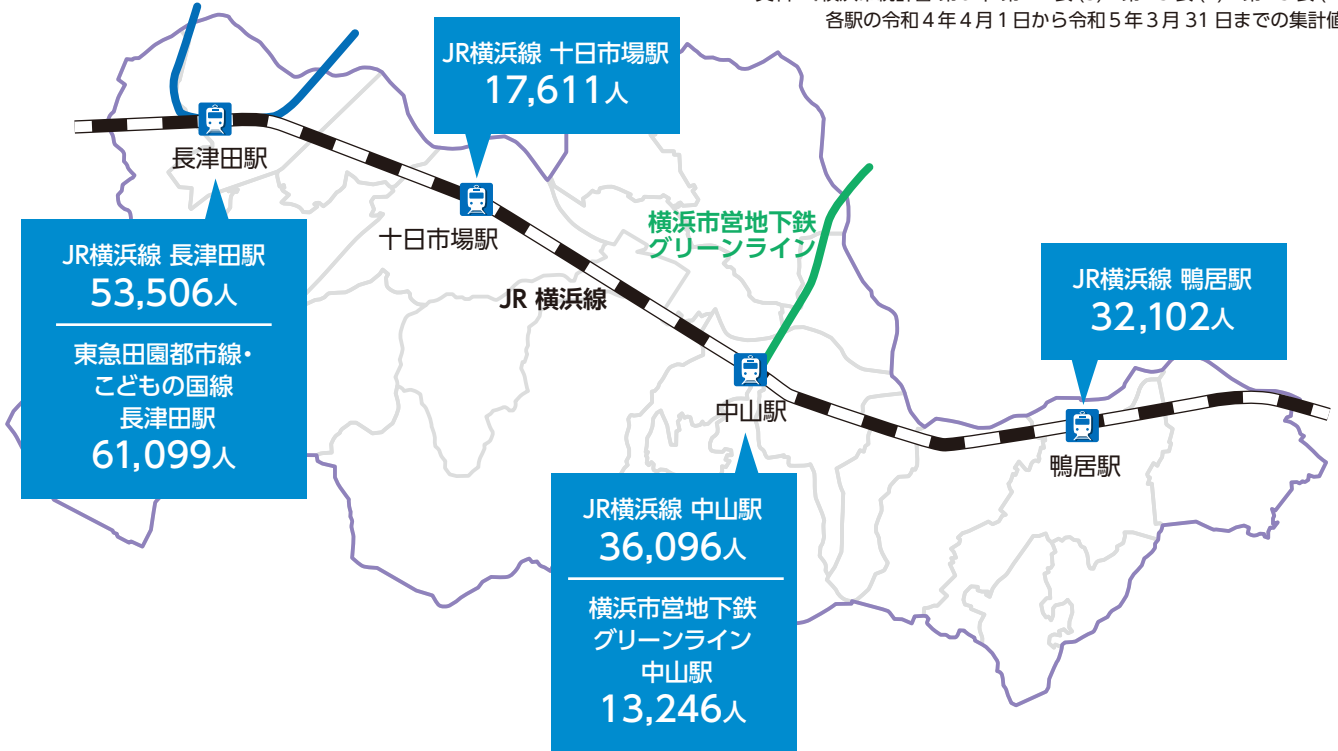 各駅の令和4年4月1日から令和5年3月31日までの集計値
JR横浜線 十日市場駅
17,611人
長津田駅
十日市場駅
横浜市営地下鉄
グリーンライン
JR横浜線 長津田駅
53,506人
東急田園都市線・
こどもの国線
長津田駅
61,099人
JR 横浜線
JR横浜線 鴨居駅
32,102人
中山駅
鴨居駅
JR横浜線 中山駅
36,096人
横浜市営地下鉄
グリーンライン
中山駅
13,246人